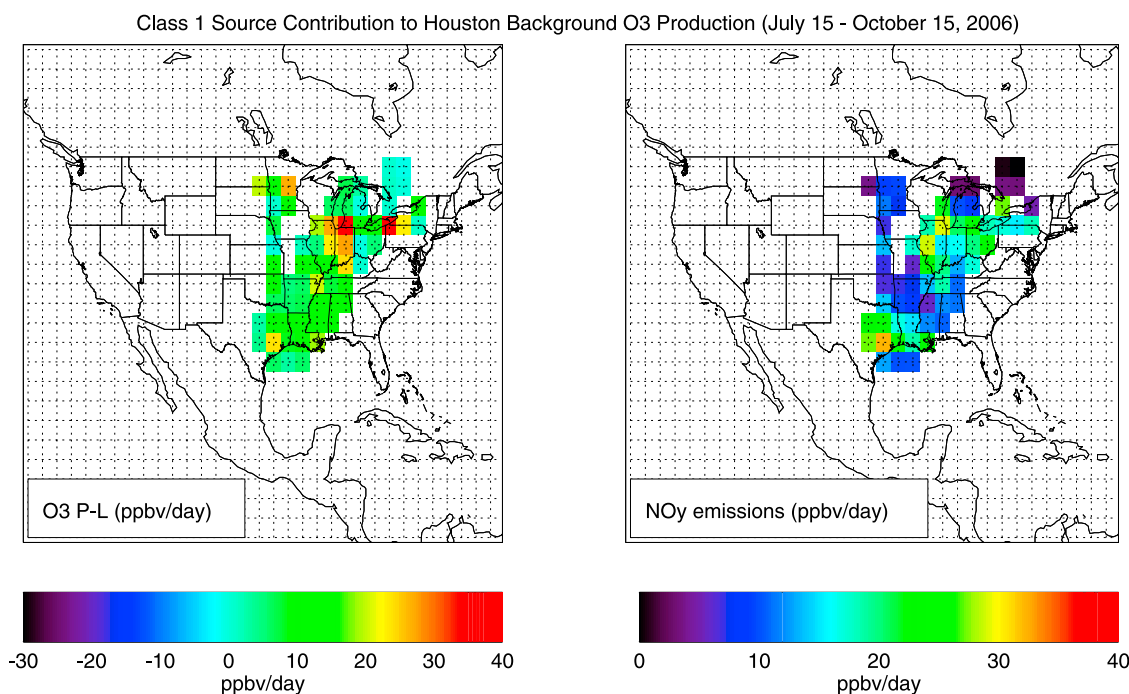 Class 1 Source Contribution to Houston Background O3 Production (July 15 - October 15, 2006)
O3 P-L (ppbv/day)
NOy emissions (ppbv/day)
-30 -20 -10 0 10 20 30 40
ppbv/day
0 10 20 30 40
ppbv/day